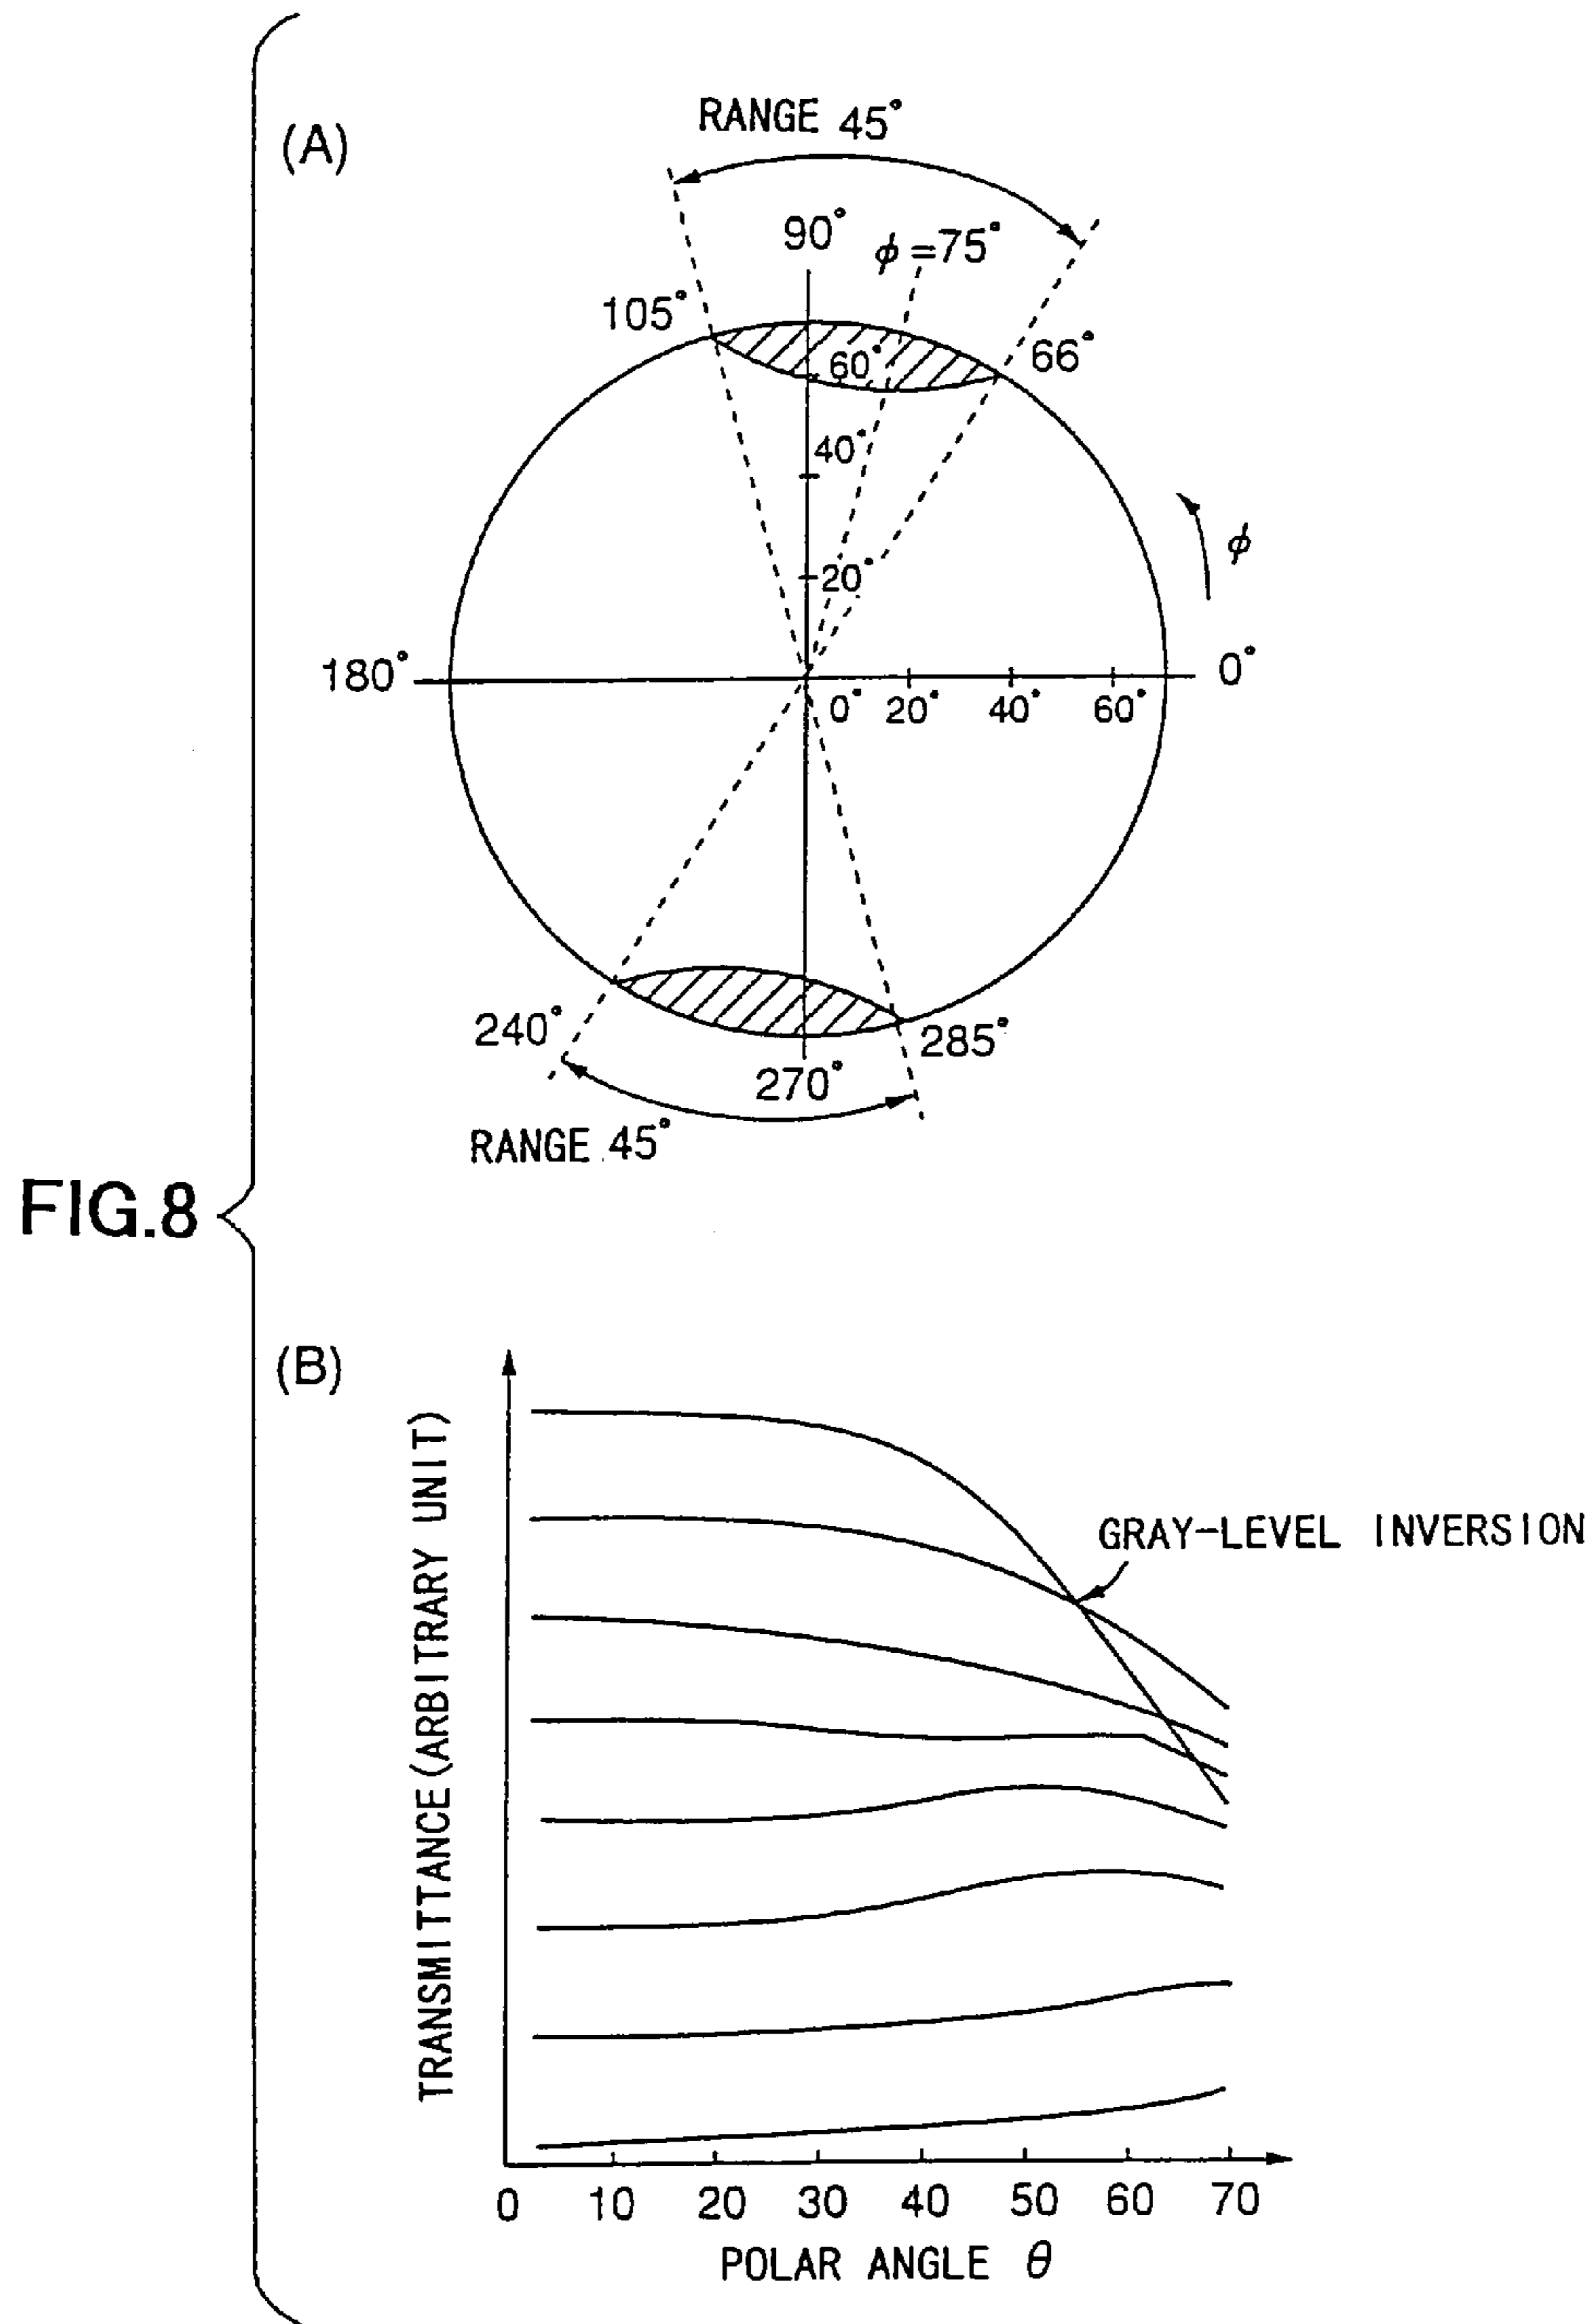 FIG.8
(A)
RANGE 45°
90°
ϕ=75°
105°
66°
60°
40°
20°
ϕ
180°
0°
0° 20° 40° 60°
240°
285°
270°
RANGE 45°
(B)
TRANSMITTANCE(ARBITRARY UNIT)
GRAY-LEVEL INVERSION
0 10 20 30 40 50 60 70
POLAR ANGLE θ